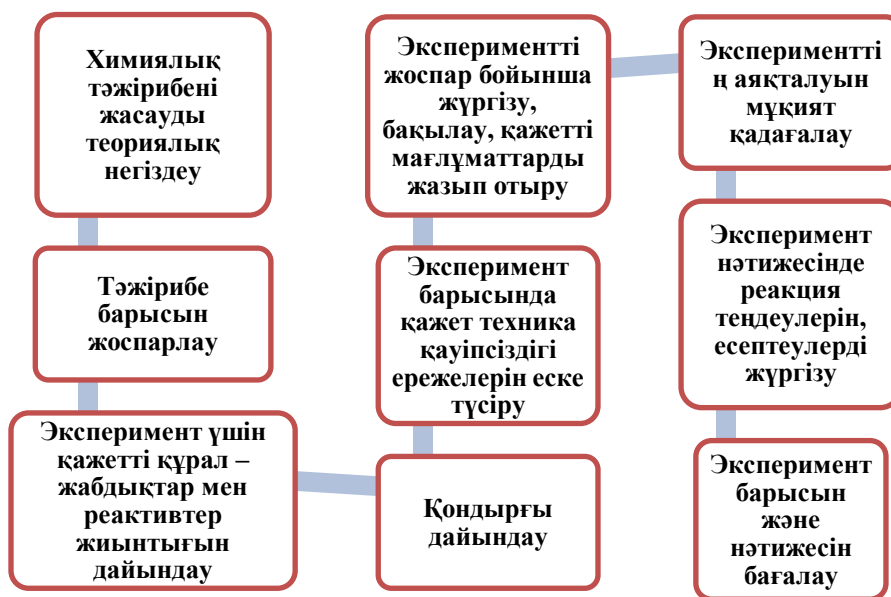 Химиялық
тәжірибені
жасауды
теориялық
негіздеу
Тәжірибе
барысын
жоспарлау
Эксперимент үшін
қажетті құрал –
жабдықтар мен
реактивтер
жиынтығын
дайындау
Қондырғы
дайындау
Эксперимент
барысында
қажет техника
қауіпсіздігі
ережелерін еске
түсіру
Экспериментті
жоспар бойынша
жүргізу,
бақылау, қажетті
мағлұматтарды
жазып отыру
Эксперименттi
ң аяқталуын
мұқият
қадағалау
Эксперимент
нәтижесінде
реакция
теңдеулерін,
есептеулерді
жүргізу
Эксперимент
барысын
және
нәтижесін
бағалау